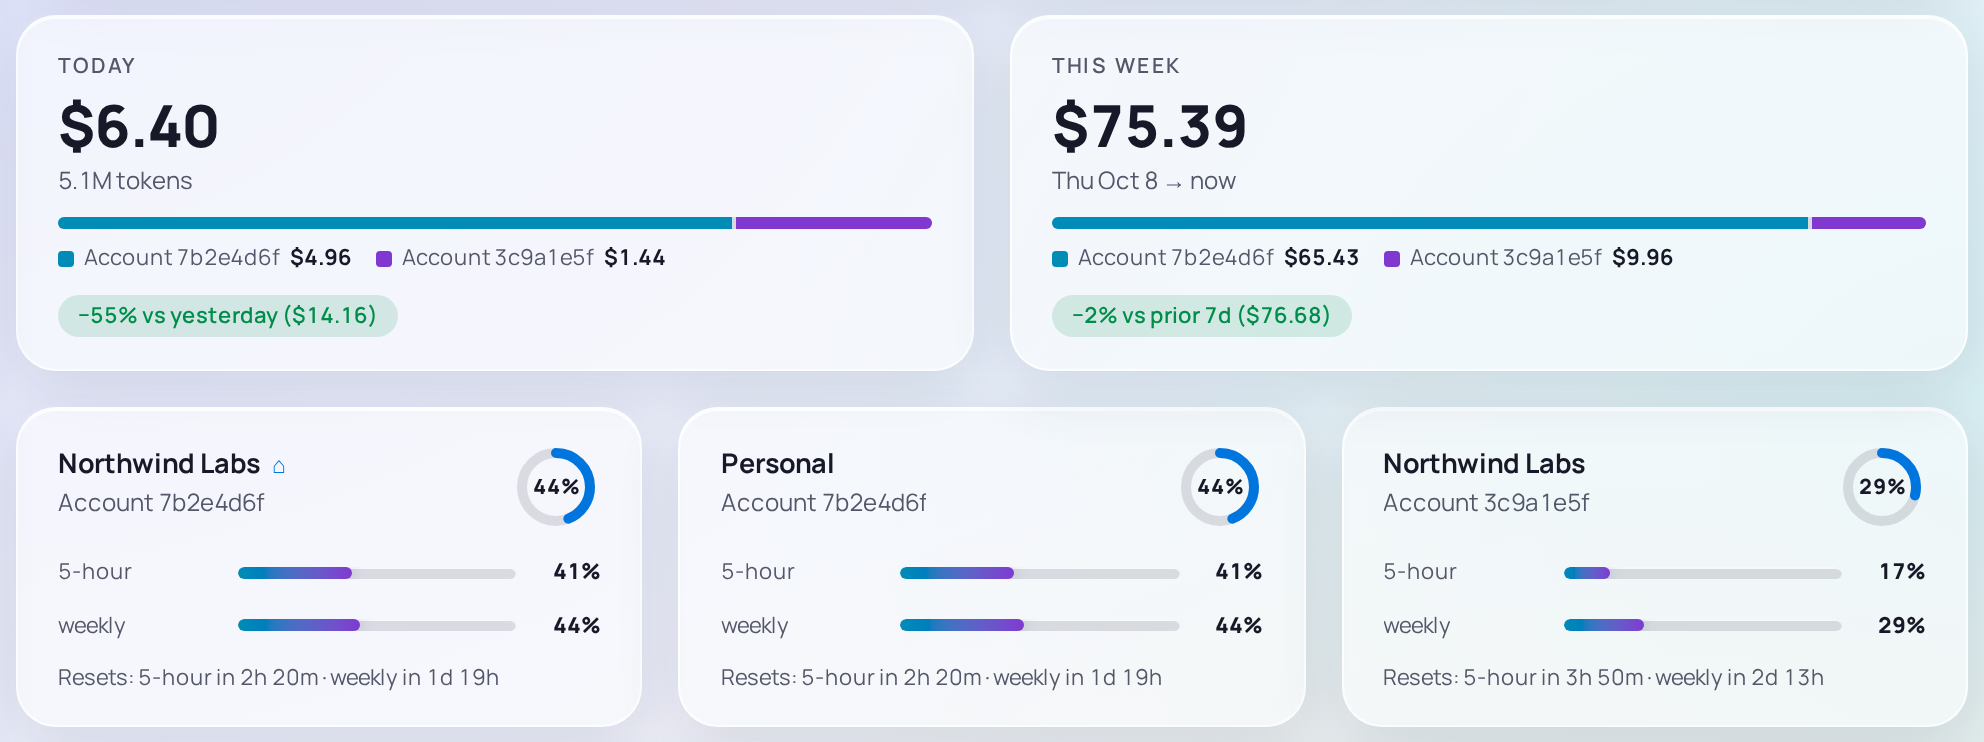 TODAY
$6.40
5.1M tokens
Account 7b2e4d6f $4.96 Account 3c9a1e5f $1.44
−55% vs yesterday ($14.16)
THIS WEEK
$75.39
Thu Oct 8 → now
Account 7b2e4d6f $65.43 Account 3c9a1e5f $9.96
−2% vs prior 7d ($76.68)
Northwind Labs ⌂
Account 7b2e4d6f
44%
5-hour 41%
weekly 44%
Resets: 5-hour in 2h 20m · weekly in 1d 19h
Personal
Account 7b2e4d6f
44%
5-hour 41%
weekly 44%
Resets: 5-hour in 2h 20m · weekly in 1d 19h
Northwind Labs
Account 3c9a1e5f
29%
5-hour 17%
weekly 29%
Resets: 5-hour in 3h 50m · weekly in 2d 13h